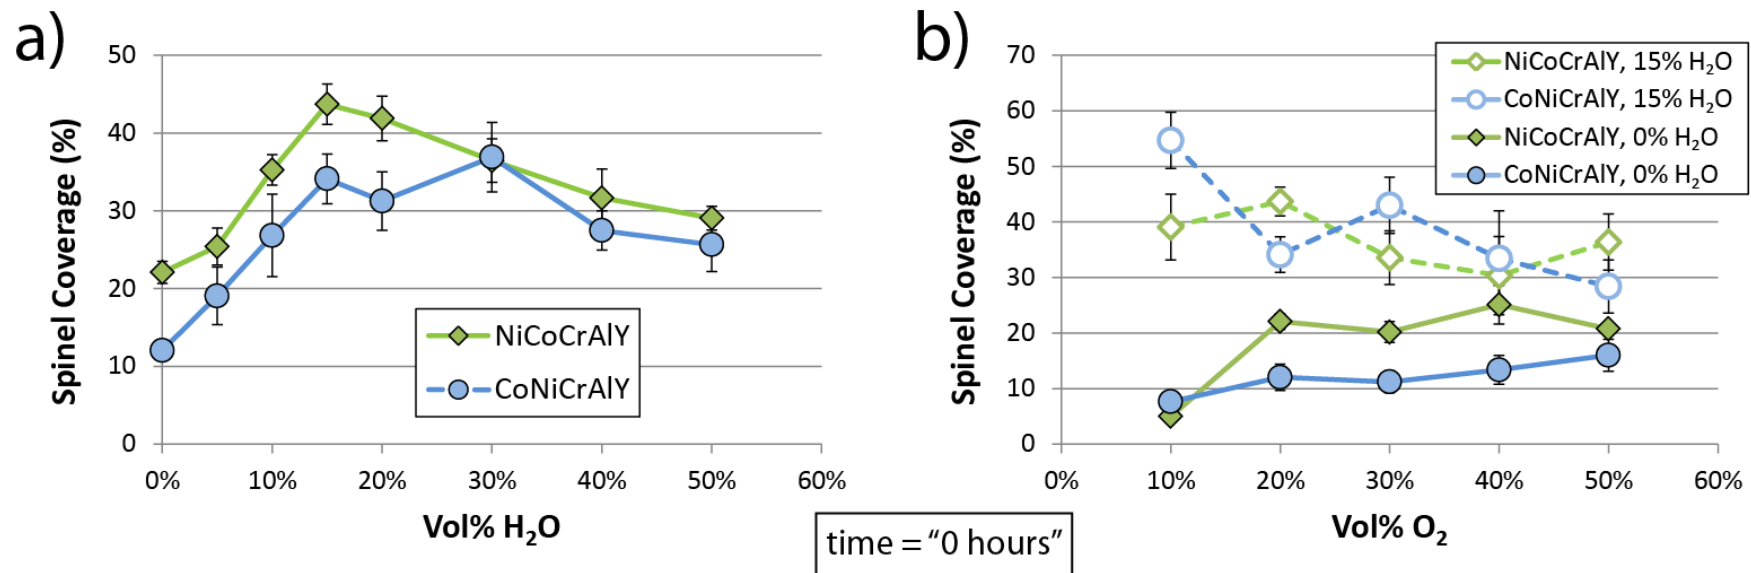 a)
50
40
30
20
10
0
Spinel Coverage (%)
0%
10%
20%
30%
40%
50%
60%
Vol% H₂O
NiCoCrAlY
CoNiCrAlY
b)
70
60
50
40
30
20
10
0
Spinel Coverage (%)
0%
10%
20%
30%
40%
50%
60%
Vol% O₂
NiCoCrAlY, 15% H₂O
CoNiCrAlY, 15% H₂O
NiCoCrAlY, 0% H₂O
CoNiCrAlY, 0% H₂O
time = “0 hours”